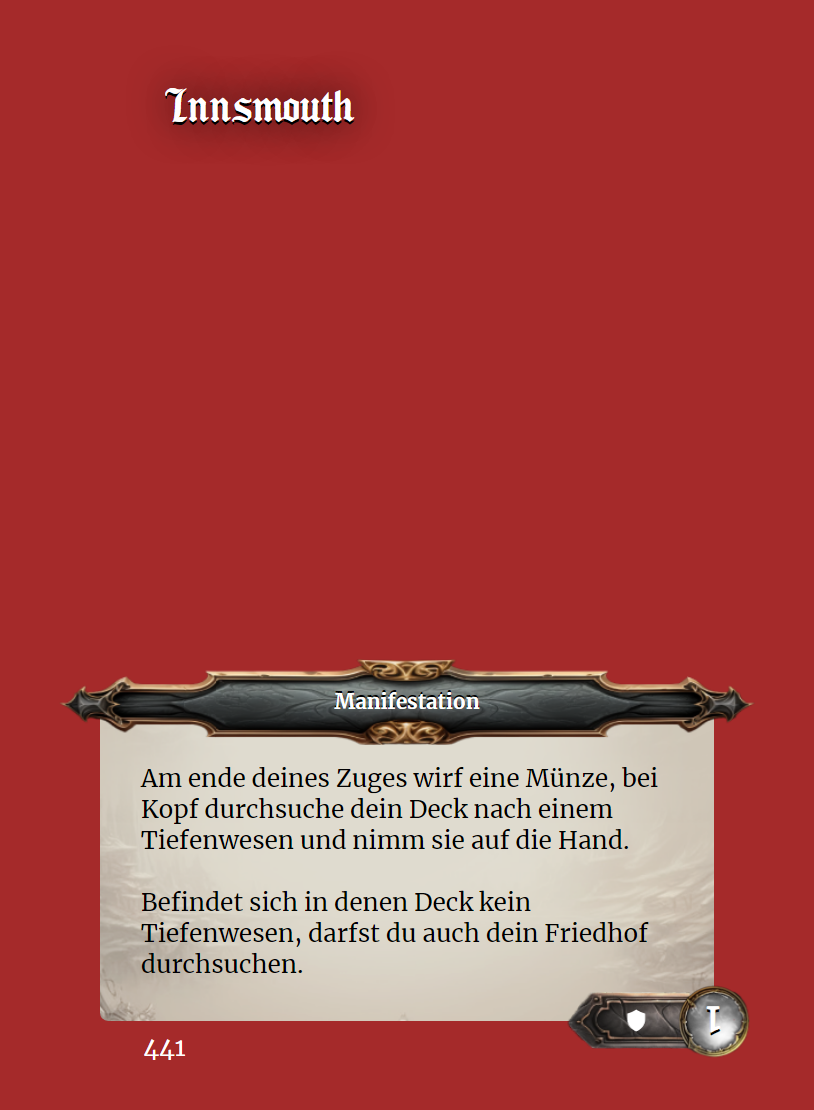 Innsmouth
Manifestation
Am ende deines Zuges wirf eine Münze, bei
Kopf durchsuche dein Deck nach einem
Tiefenwesen und nimm sie auf die Hand.
Befindet sich in denen Deck kein
Tiefenwesen, darfst du auch dein Friedhof
durchsuchen.
1
441